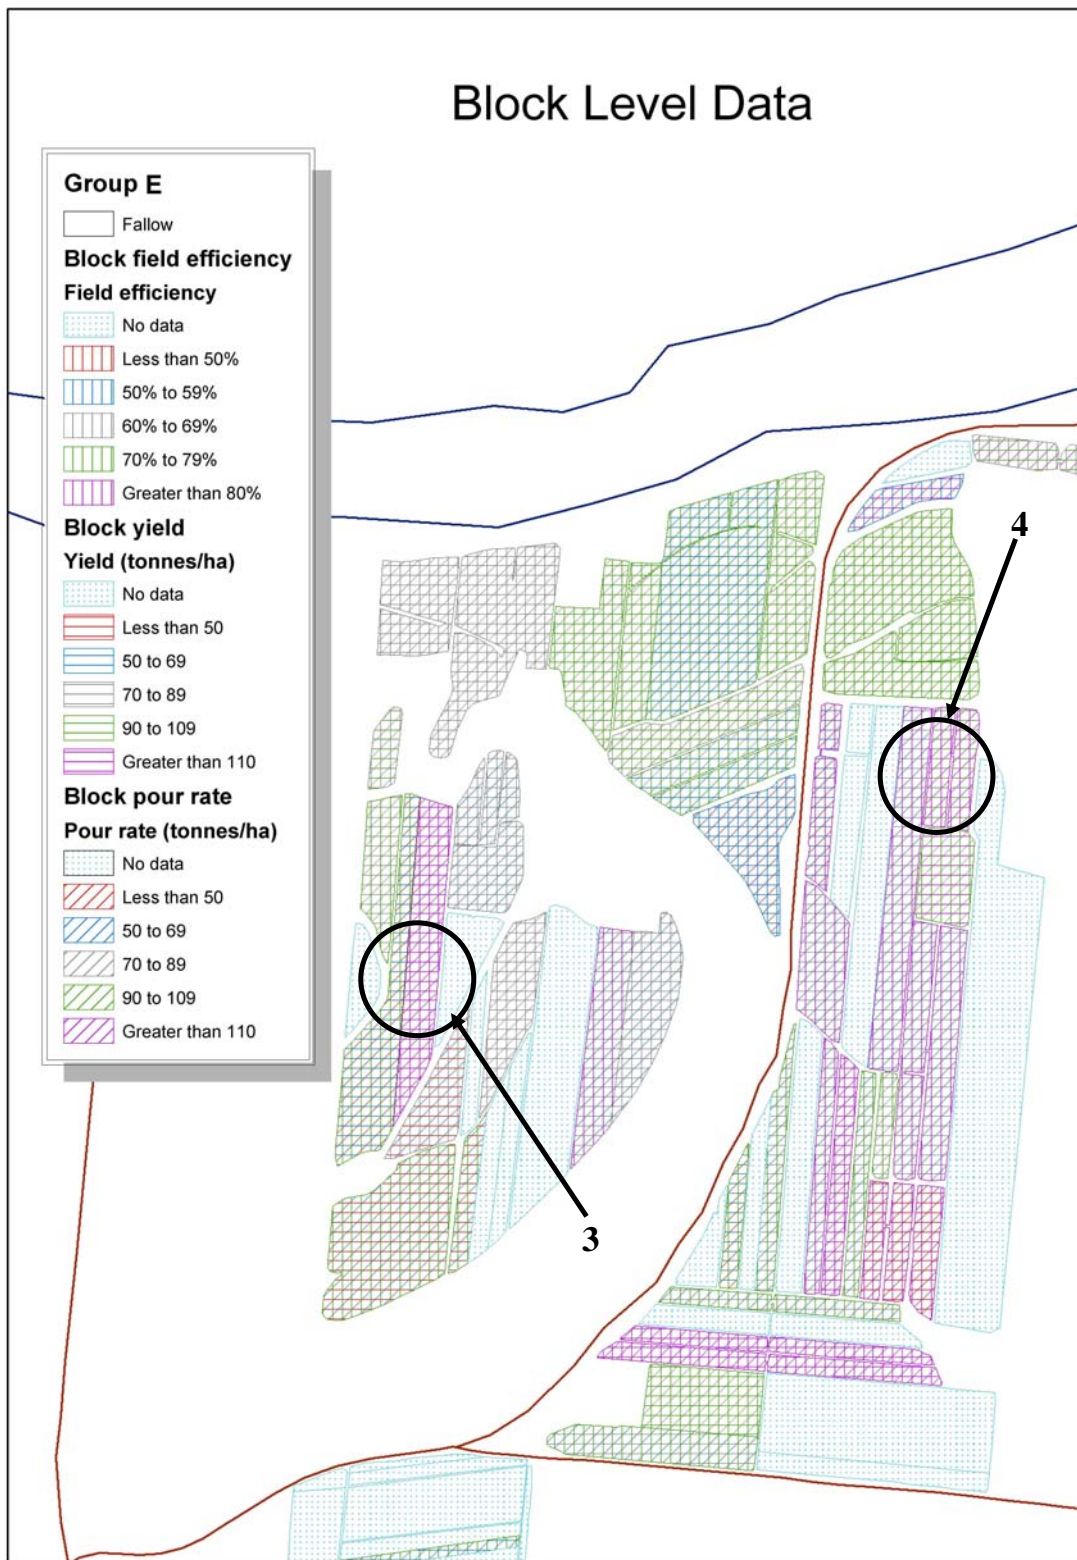 Block Level Data
Group E
Fallow
Block field efficiency
Field efficiency
No data
Less than 50%
50% to 59%
60% to 69%
70% to 79%
Greater than 80%
Block yield
Yield (tonnes/ha)
No data
Less than 50
50 to 69
70 to 89
90 to 109
Greater than 110
Block pour rate
Pour rate (tonnes/ha)
No data
Less than 50
50 to 69
70 to 89
90 to 109
Greater than 110
4
3